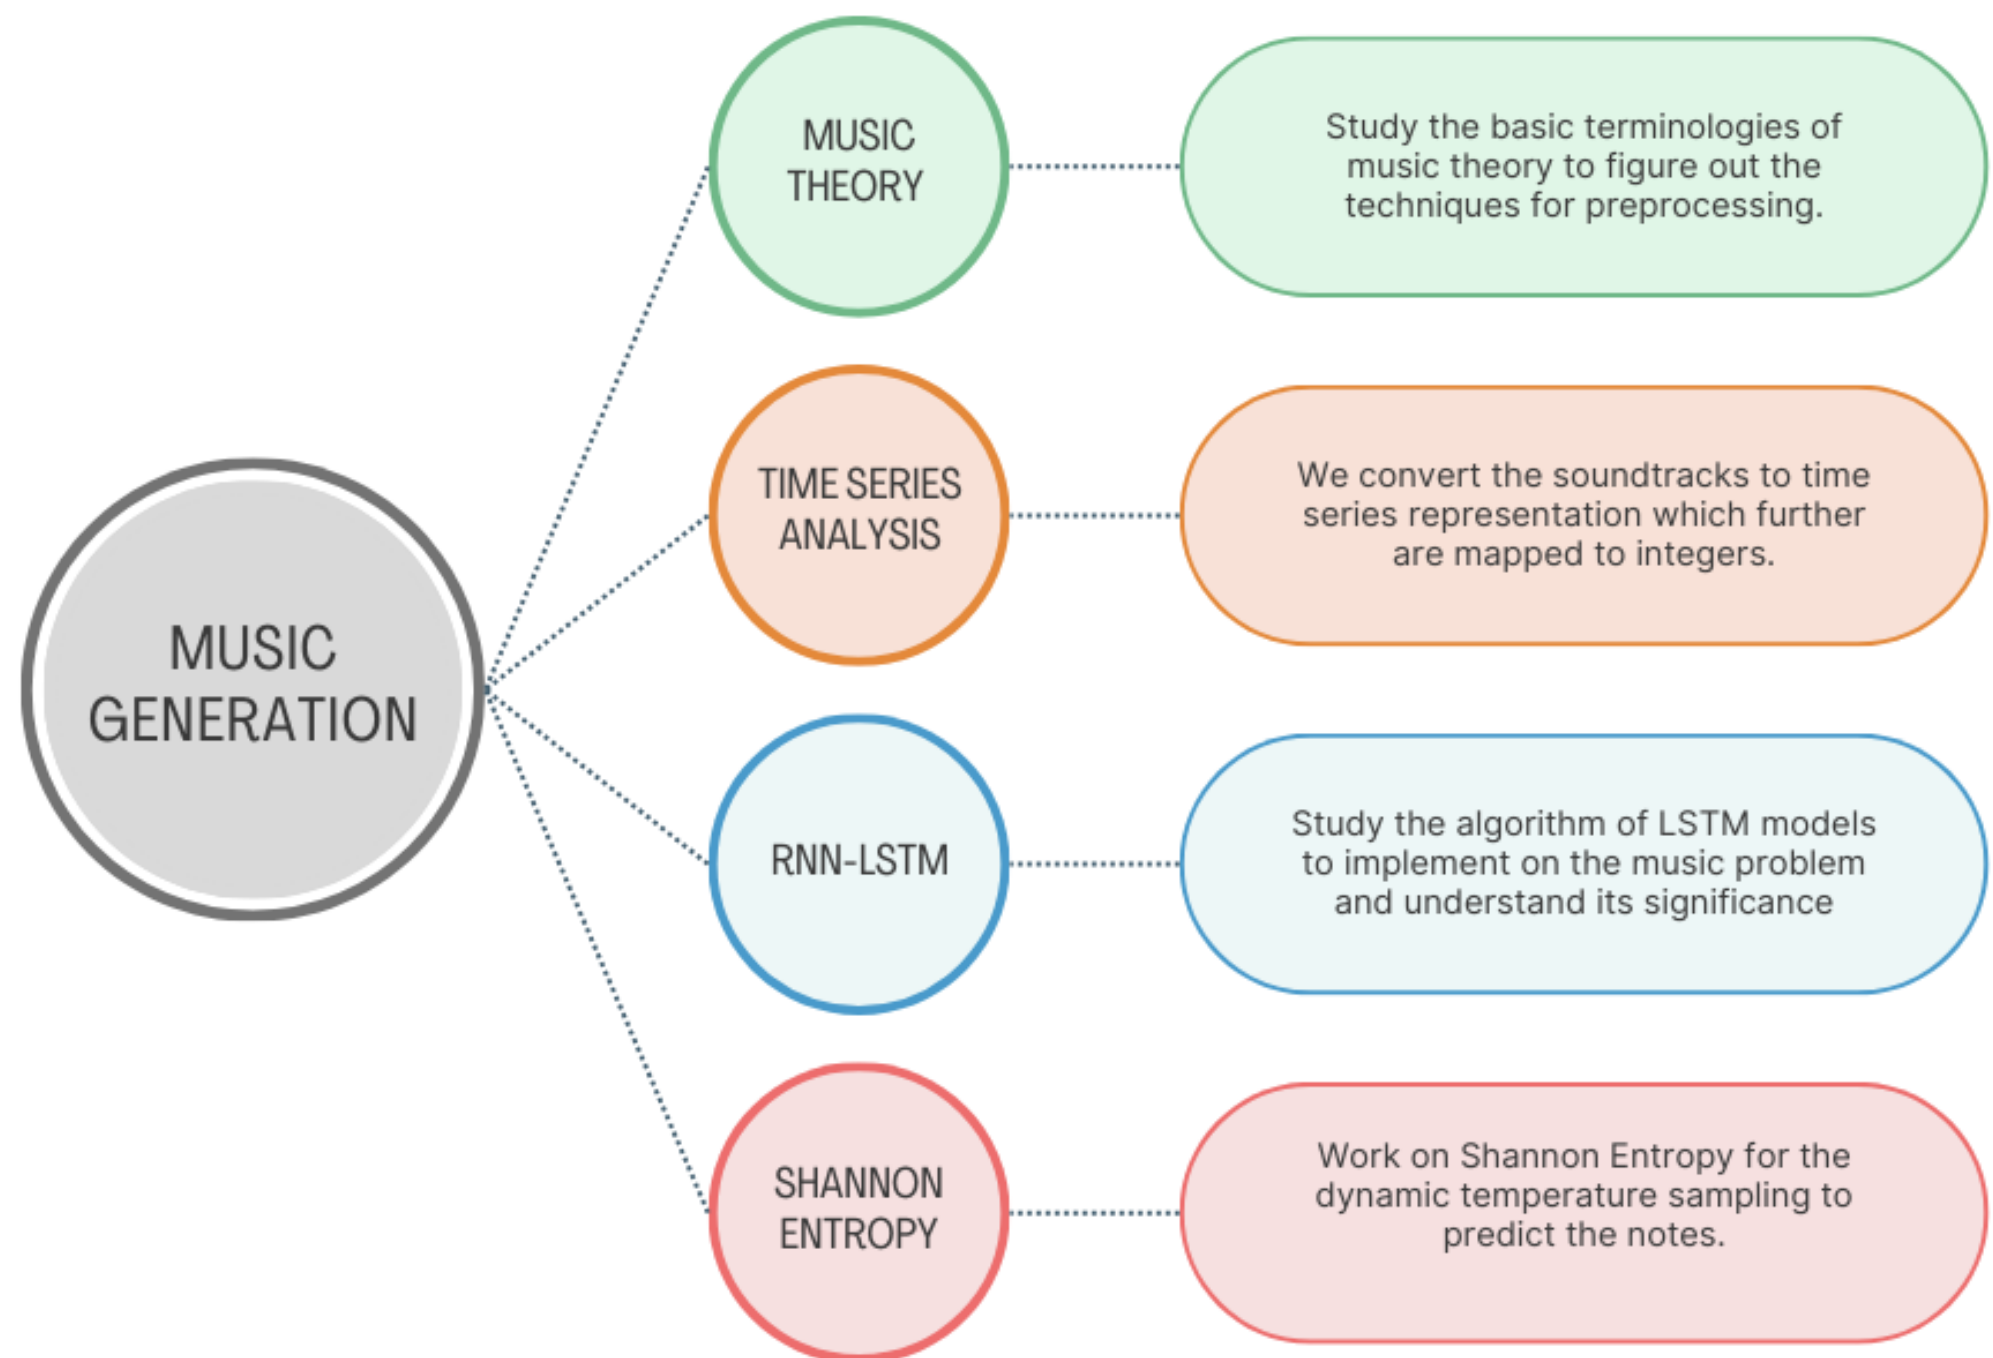 MUSIC
GENERATION
MUSIC
THEORY
Study the basic terminologies of
music theory to figure out the
techniques for preprocessing.
TIME SERIES
ANALYSIS
We convert the soundtracks to time
series representation which further
are mapped to integers.
RNN-LSTM
Study the algorithm of LSTM models
to implement on the music problem
and understand its significance
SHANNON
ENTROPY
Work on Shannon Entropy for the
dynamic temperature sampling to
predict the notes.